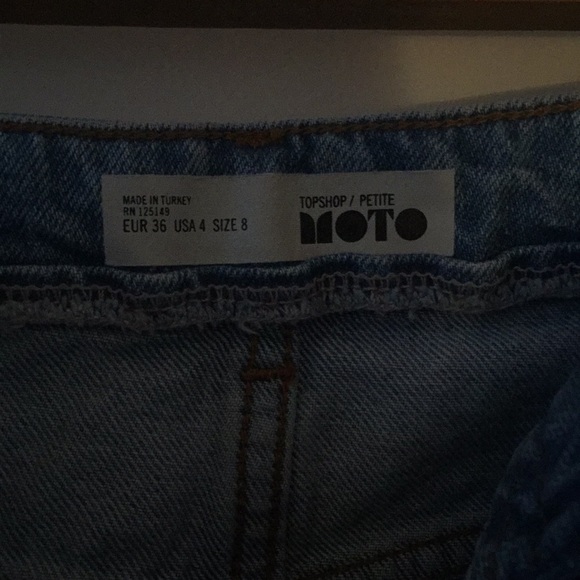 MADE IN TURKEY
RN 125149
EUR 36 USA 4 SIZE 8
TOPSHOP / PETITE
MOTO